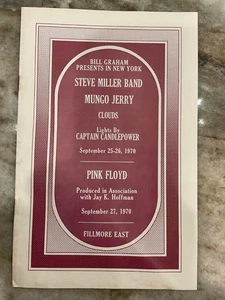 BILL GRAHAM
PRESENTS IN NEW YORK
STEVE MILLER BAND
MUNGO JERRY
CLOUDS
Lights By
CAPTAIN CANDLEPOWER
September 25-26, 1970
PINK FLOYD
Produced in Association
with Jay K. Hoffman
September 27, 1970
FILLMORE EAST